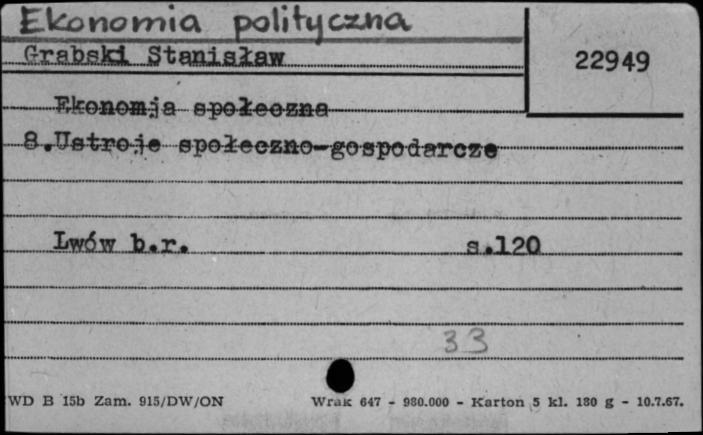 Ekonomia polityczna
Grabski Stanisław
22949
Ekonomja społeczna
8.Ustroje społeczno-gospodarcze
Lwów b.r. s.120
33
WD B 15b Zam. 915/DW/ON Wrak 647 - 980.000 - Karton 5 kl. 180 g - 10.7.67.